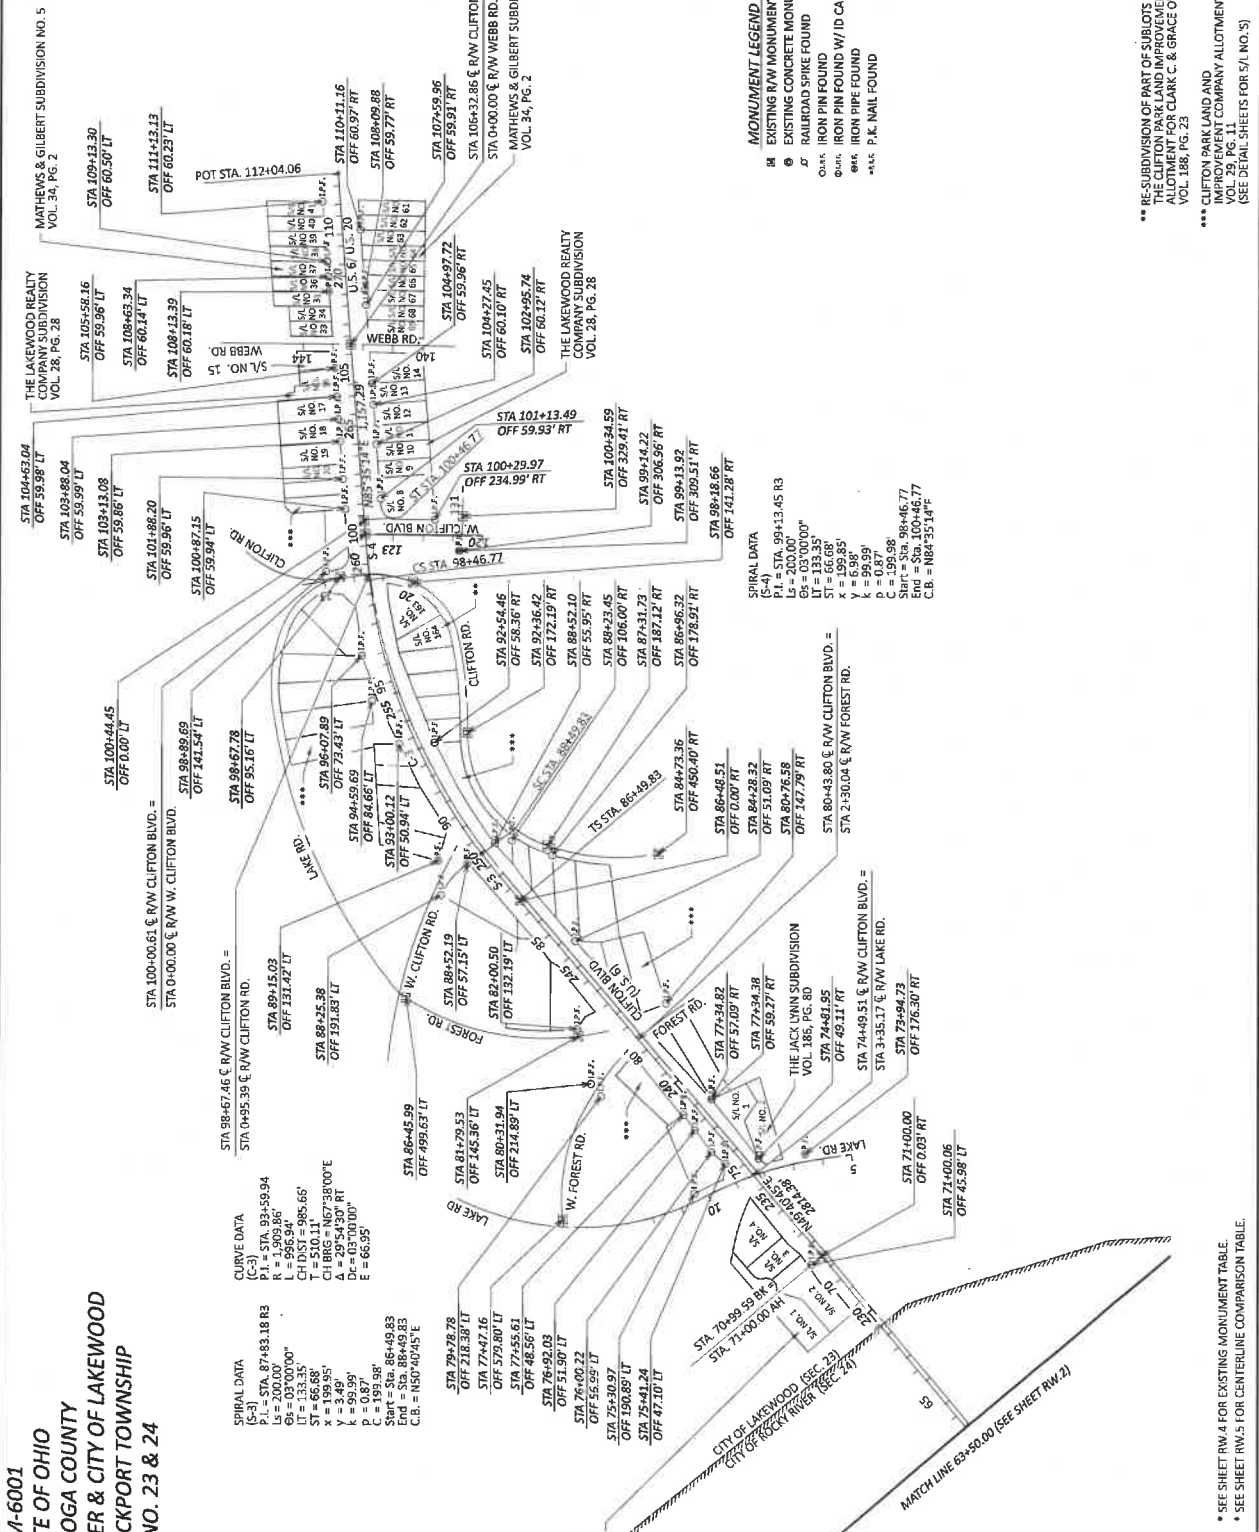 M-6001
TE OF OHIO
OGA COUNTY
ER & CITY OF LAKEWOOD
CKPORT TOWNSHIP
NO. 23 & 24
SPIRAL DATA
(S-3)
P.I. = STA. 87+83.18 R3
Ls = 200.00'
Θs = 03°00'00"
LT = 133.35'
ST = 66.68'
x = 199.95'
y = 3.49'
k = 99.99'
p = 0.87'
C = 199.98'
Start = Sta. 86+49.83
End = Sta. 88+49.83
C.B. = N50°40'45"E
CURVE DATA
(C-3)
P.I. = STA. 93+59.94
R = 1,909.86'
L = 996.94'
CH DIST = 985.66'
T = 510.11'
CH BRG = N67°38'00"E
Δ = 29°54'30" RT
Dc = 03°00'00"
E = 66.95'
STA 98+67.46 ℄ R/W CLIFTON BLVD. =
STA 0+95.39 ℄ R/W CLIFTON RD.
STA 100+00.61 ℄ R/W CLIFTON BLVD. =
STA 0+00.00 ℄ R/W W. CLIFTON BLVD.
STA 100+44.45
OFF 0.00' LT
STA 98+89.69
OFF 141.54' LT
STA 98+67.78
OFF 95.16' LT
STA 96+07.89
OFF 73.43' LT
STA 94+59.69
OFF 84.66' LT
STA 93+00.12
OFF 50.94' LT
STA 89+15.03
OFF 131.42' LT
STA 88+25.38
OFF 191.83' LT
STA 88+52.19
OFF 57.15' LT
STA 82+00.50
OFF 132.19' LT
STA 86+45.99
OFF 499.63' LT
STA 81+79.53
OFF 145.36' LT
STA 80+31.94
OFF 214.89' LT
STA 79+78.78
OFF 218.38' LT
STA 77+47.16
OFF 579.80' LT
STA 77+55.61
OFF 48.56' LT
STA 76+92.03
OFF 51.90' LT
STA 76+00.22
OFF 56.99' LT
STA 75+30.97
OFF 190.89' LT
STA 75+41.24
OFF 47.10' LT
STA 104+63.04
OFF 59.98' LT
STA 103+88.04
OFF 59.99' LT
STA 103+13.08
OFF 59.86' LT
STA 101+88.20
OFF 59.96' LT
STA 100+87.15
OFF 59.94' LT
THE LAKEWOOD REALTY
COMPANY SUBDIVISION
VOL. 28, PG. 28
STA 105+58.16
OFF 59.96' LT
STA 108+63.34
OFF 60.14' LT
STA 108+13.39
OFF 60.18' LT
MATHEWS & GILBERT SUBDIVISION NO. 5
VOL. 34, PG. 2
STA 109+13.30
OFF 60.50' LT
STA 111+13.13
OFF 60.23' LT
POT STA. 112+04.06
STA 110+11.16
OFF 60.97' RT
STA 108+09.88
OFF 59.77' RT
STA 107+59.96
OFF 59.91' RT
STA 106+32.86 ℄ R/W CLIFTON
STA 0+00.00 ℄ R/W WEBB RD.
MATHEWS & GILBERT SUBDI
VOL. 34, PG. 2
STA 104+97.72
OFF 59.96' RT
STA 104+27.45
OFF 60.10' RT
STA 102+95.74
OFF 60.12' RT
THE LAKEWOOD REALTY
COMPANY SUBDIVISION
VOL. 28, PG. 28
STA 101+13.49
OFF 59.93' RT
STA 100+29.97
OFF 234.99' RT
STA 100+34.59
OFF 329.41' RT
STA 99+14.22
OFF 306.96' RT
STA 99+13.92
OFF 309.51' RT
STA 98+18.66
OFF 141.28' RT
ST STA. 100+46.77
CS STA. 98+46.77
N85°35'14"E 1,157.29
U.S. 6/ U.S. 20
WEBB RD.
WEBB RD.
S/L NO. 15
W. CLIFTON BLVD.
CLIFTON RD.
CLIFTON RD.
LAKE RD.
W. CLIFTON RD.
FOREST RD.
W. FOREST RD.
LAKE RD
FOREST RD.
CLIFTON BLVD
(U.S. 6)
LAKE RD.
SC STA. 88+49.83
TS STA. 86+49.83
STA 92+54.46
OFF 58.36' RT
STA 92+36.42
OFF 172.19' RT
STA 88+52.10
OFF 55.95' RT
STA 88+23.45
OFF 106.00' RT
STA 87+31.73
OFF 187.12' RT
STA 86+96.32
OFF 178.91' RT
STA 84+73.36
OFF 450.40' RT
STA 86+48.51
OFF 0.00' RT
STA 84+28.32
OFF 51.09' RT
STA 80+76.58
OFF 147.79' RT
STA 80+43.80 ℄ R/W CLIFTON BLVD. =
STA 2+30.04 ℄ R/W FOREST RD.
STA 77+34.82
OFF 57.09' RT
STA 77+34.38
OFF 59.27' RT
THE JACK LYNN SUBDIVISION
VOL. 186, PG. 80
STA 74+81.95
OFF 49.11' RT
STA 74+49.51 ℄ R/W CLIFTON BLVD. =
STA 3+35.17 ℄ R/W LAKE RD.
STA 73+94.73
OFF 176.30' RT
STA 71+00.00
OFF 0.03' RT
STA 71+00.06
OFF 45.98' LT
N49°40'45"E
2814.38'
STA. 70+99.59 BK
STA. 71+00.00 AH
CITY OF LAKEWOOD (SEC. 23)
CITY OF ROCKY RIVER (SEC. 24)
MATCH LINE 63+50.00 (SEE SHEET RW.2)
SPIRAL DATA
(S-4)
P.I. = STA. 99+13.45 R3
Ls = 200.00'
Θs = 03°00'00"
LT = 133.35'
ST = 66.68'
x = 199.85'
y = 6.98'
k = 99.99'
p = 0.87'
C = 199.98'
Start = Sta. 98+46.77
End = Sta. 100+46.77
C.B. = N84°35'14"E
MONUMENT LEGEND
EXISTING R/W MONUMEN
EXISTING CONCRETE MONU
RAILROAD SPIKE FOUND
IRON PIN FOUND
IRON PIN FOUND W/ ID CA
IRON PIPE FOUND
P.K. NAIL FOUND
** RE-SUBDIVISION OF PART OF SUBLOTS
THE CLIFTON PARK LAND IMPROVEME
ALLOTMENT FOR CLARK C. & GRACE O
VOL. 188, PG. 23
*** CLIFTON PARK LAND AND
IMPROVEMENT COMPANY ALLOTMEN
VOL. 29, PG. 11
(SEE DETAIL SHEETS FOR S/L NO.'S)
* SEE SHEET RW.4 FOR EXISTING MONUMENT TABLE.
* SEE SHEET RW.5 FOR CENTERLINE COMPARISON TABLE.